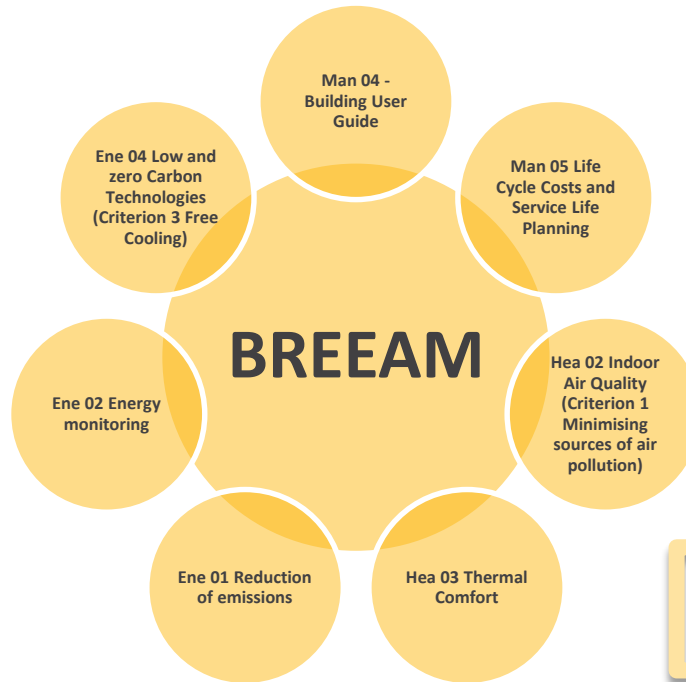 Man 04 -
Building User
Guide
Ene 04 Low and
zero Carbon
Technologies
(Criterion 3 Free
Cooling)
Man 05 Life
Cycle Costs and
Service Life
Planning
BREEAM
Ene 02 Energy
monitoring
Hea 02 Indoor
Air Quality
(Criterion 1
Minimising
sources of air
pollution)
Ene 01 Reduction
of emissions
Hea 03 Thermal
Comfort